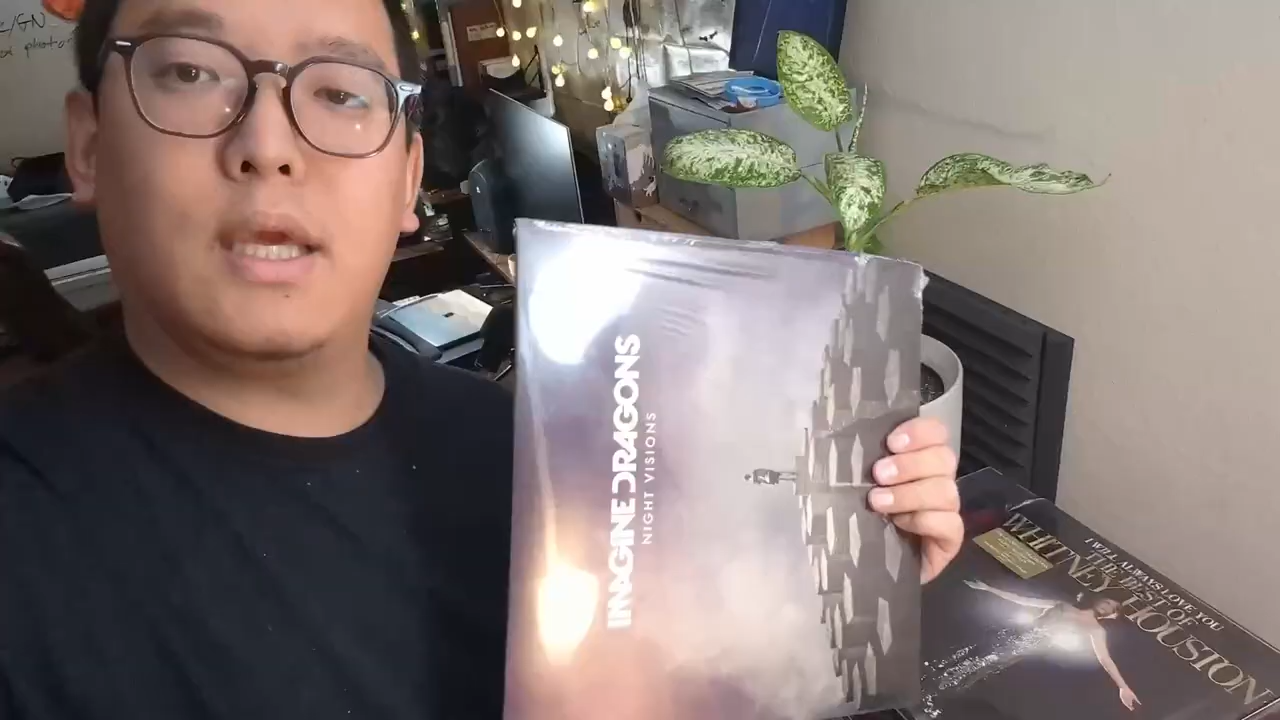 IMAGINE DRAGONS
NIGHT VISIONS
I WILL ALWAYS LOVE YOU
THE BEST OF
WHITNEY HOUSTON